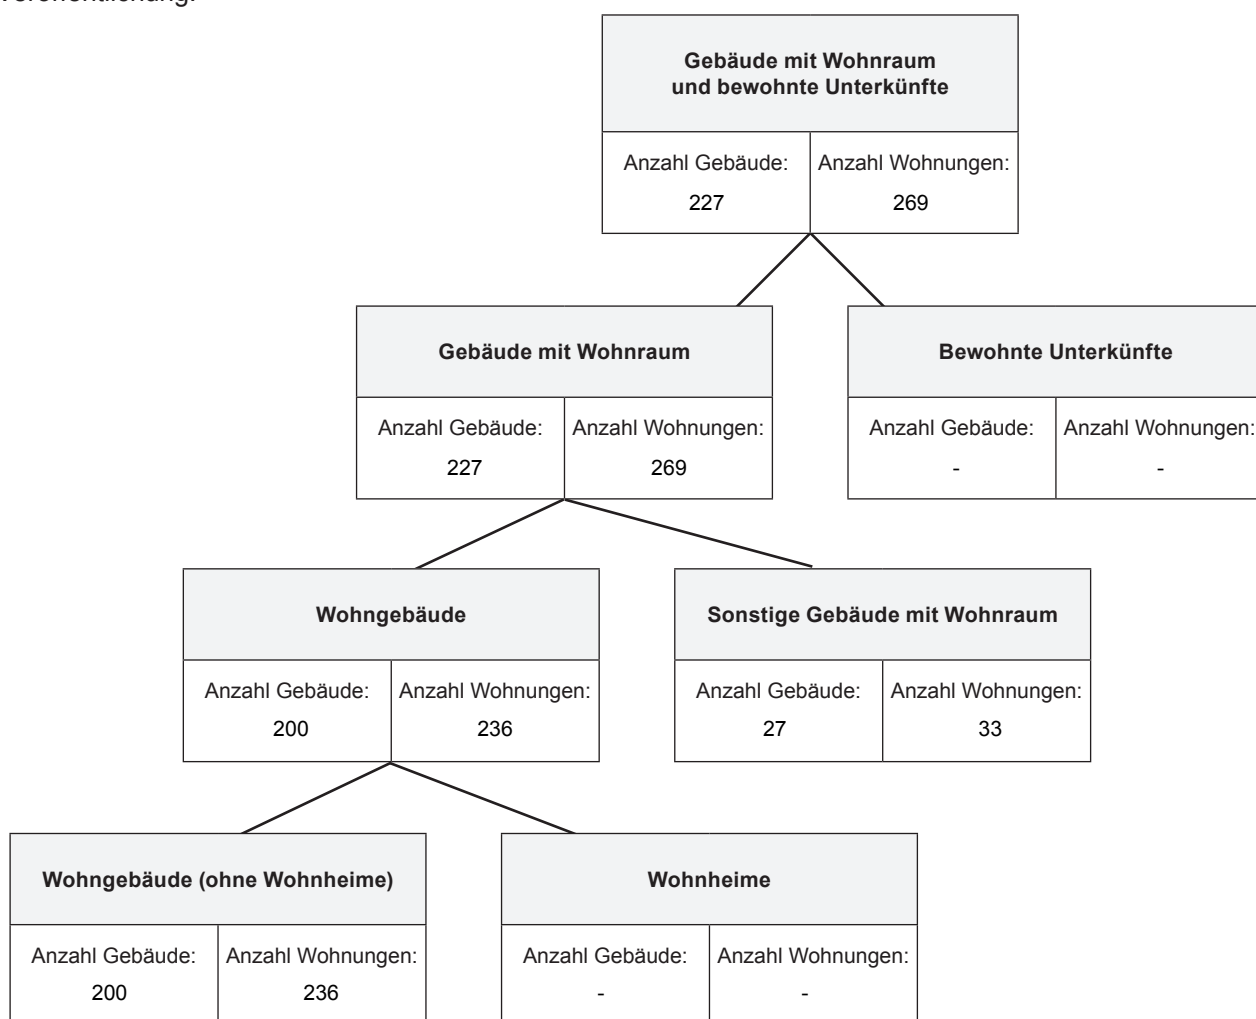 Veröffentlichung.
Gebäude mit Wohnraum
und bewohnte Unterkünfte
Anzahl Gebäude: Anzahl Wohnungen:
227 269
Gebäude mit Wohnraum
Anzahl Gebäude: Anzahl Wohnungen:
227 269
Bewohnte Unterkünfte
Anzahl Gebäude: Anzahl Wohnungen:
- -
Wohngebäude
Anzahl Gebäude: Anzahl Wohnungen:
200 236
Sonstige Gebäude mit Wohnraum
Anzahl Gebäude: Anzahl Wohnungen:
27 33
Wohngebäude (ohne Wohnheime)
Anzahl Gebäude: Anzahl Wohnungen:
200 236
Wohnheime
Anzahl Gebäude: Anzahl Wohnungen:
- -